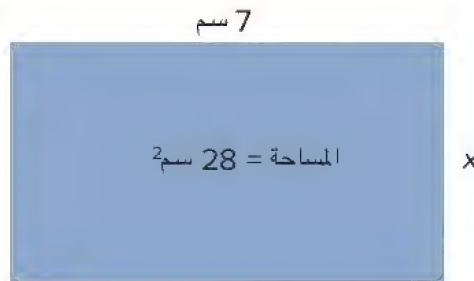 7 سم
المساحة = 28 سم²
x